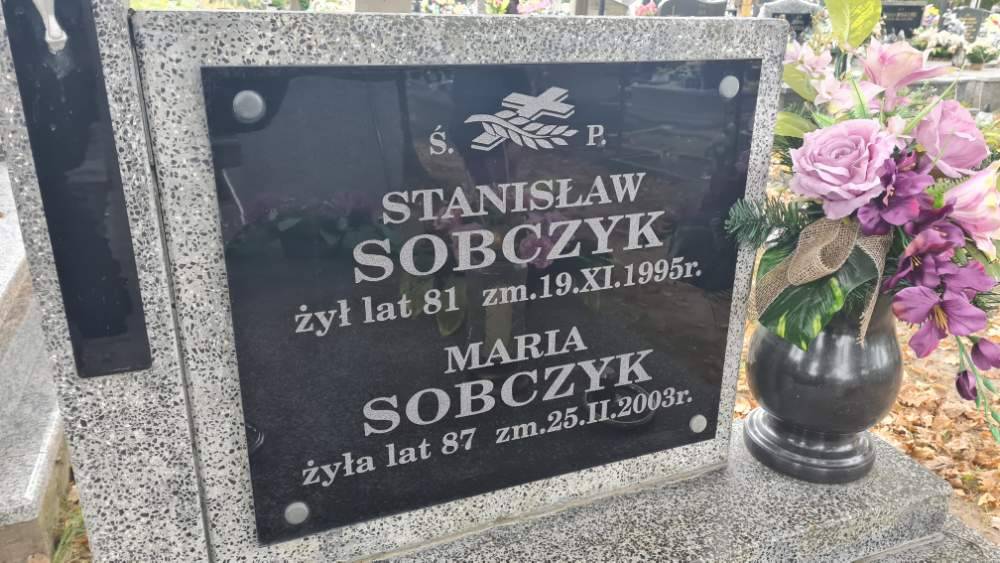 Ś. P.
STANISŁAW
SOBCZYK
żył lat 81 zm.19.XI.1995r.
MARIA
SOBCZYK
żyła lat 87 zm.25.II.2003r.